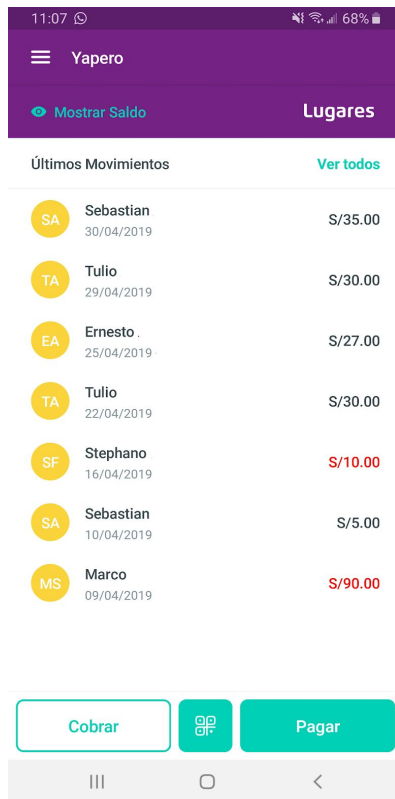 11:07 68%
Yapero
Mostrar Saldo Lugares
Últimos Movimientos Ver todos
SA Sebastian S/35.00
30/04/2019
TA Tulio S/30.00
29/04/2019
EA Ernesto . S/27.00
25/04/2019
TA Tulio S/30.00
22/04/2019
SF Stephano S/10.00
16/04/2019
SA Sebastian S/5.00
10/04/2019
MS Marco S/90.00
09/04/2019
Cobrar Pagar